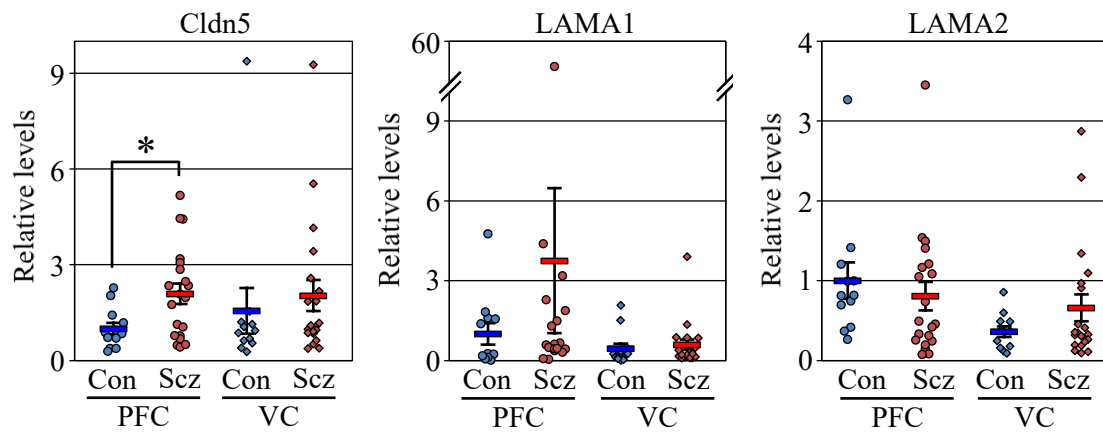 Cldn5
Relative levels
9
6
3
0
*
Con Scz Con Scz
PFC VC
LAMA1
Relative levels
60
9
6
3
0
Con Scz Con Scz
PFC VC
LAMA2
Relative levels
4
3
2
1
0
Con Scz Con Scz
PFC VC